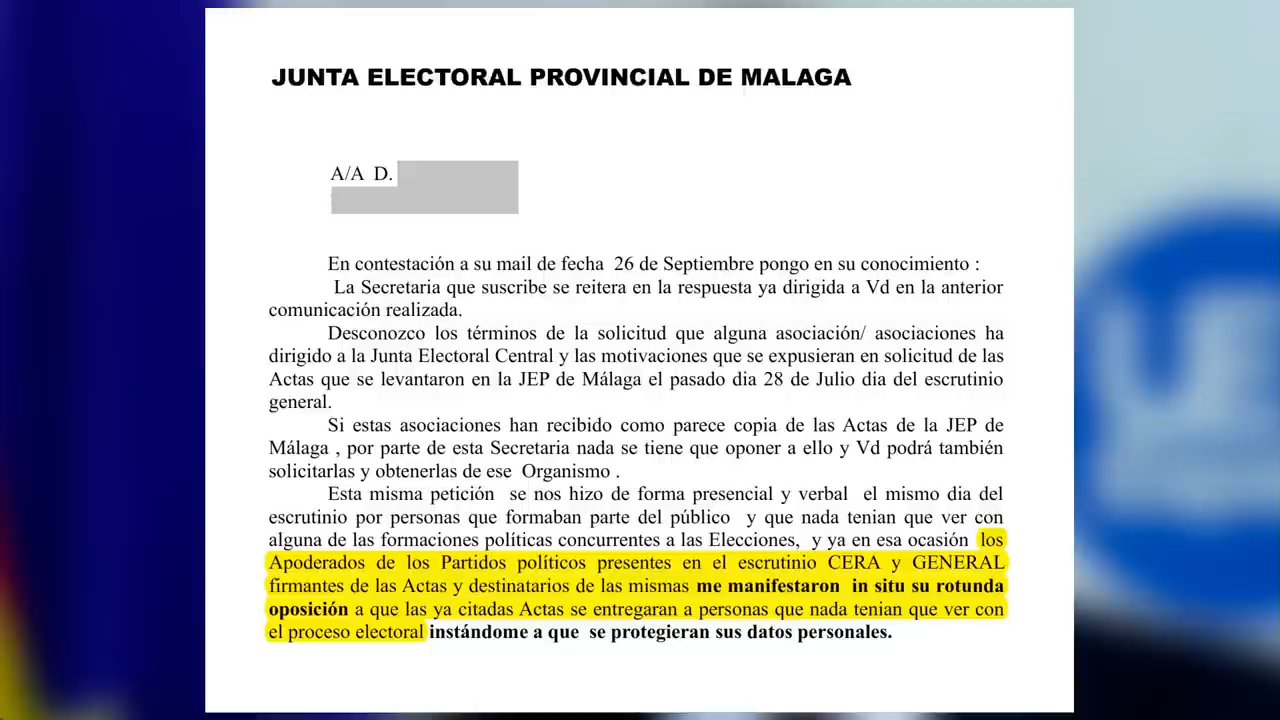 JUNTA ELECTORAL PROVINCIAL DE MALAGA
A/A D.
En contestación a su mail de fecha 26 de Septiembre pongo en su conocimiento :
La Secretaria que suscribe se reitera en la respuesta ya dirigida a Vd en la anterior
comunicación realizada.
Desconozco los términos de la solicitud que alguna asociación/ asociaciones ha
dirigido a la Junta Electoral Central y las motivaciones que se expusieran en solicitud de las
Actas que se levantaron en la JEP de Málaga el pasado dia 28 de Julio dia del escrutinio
general.
Si estas asociaciones han recibido como parece copia de las Actas de la JEP de
Málaga , por parte de esta Secretaria nada se tiene que oponer a ello y Vd podrá también
solicitarlas y obtenerlas de ese Organismo .
Esta misma petición se nos hizo de forma presencial y verbal el mismo dia del
escrutinio por personas que formaban parte del público y que nada tenian que ver con
alguna de las formaciones políticas concurrentes a las Elecciones, y ya en esa ocasión los
Apoderados de los Partidos políticos presentes en el escrutinio CERA y GENERAL
firmantes de las Actas y destinatarios de las mismas me manifestaron in situ su rotunda
oposición a que las ya citadas Actas se entregaran a personas que nada tenian que ver con
el proceso electoral instándome a que se protegieran sus datos personales.